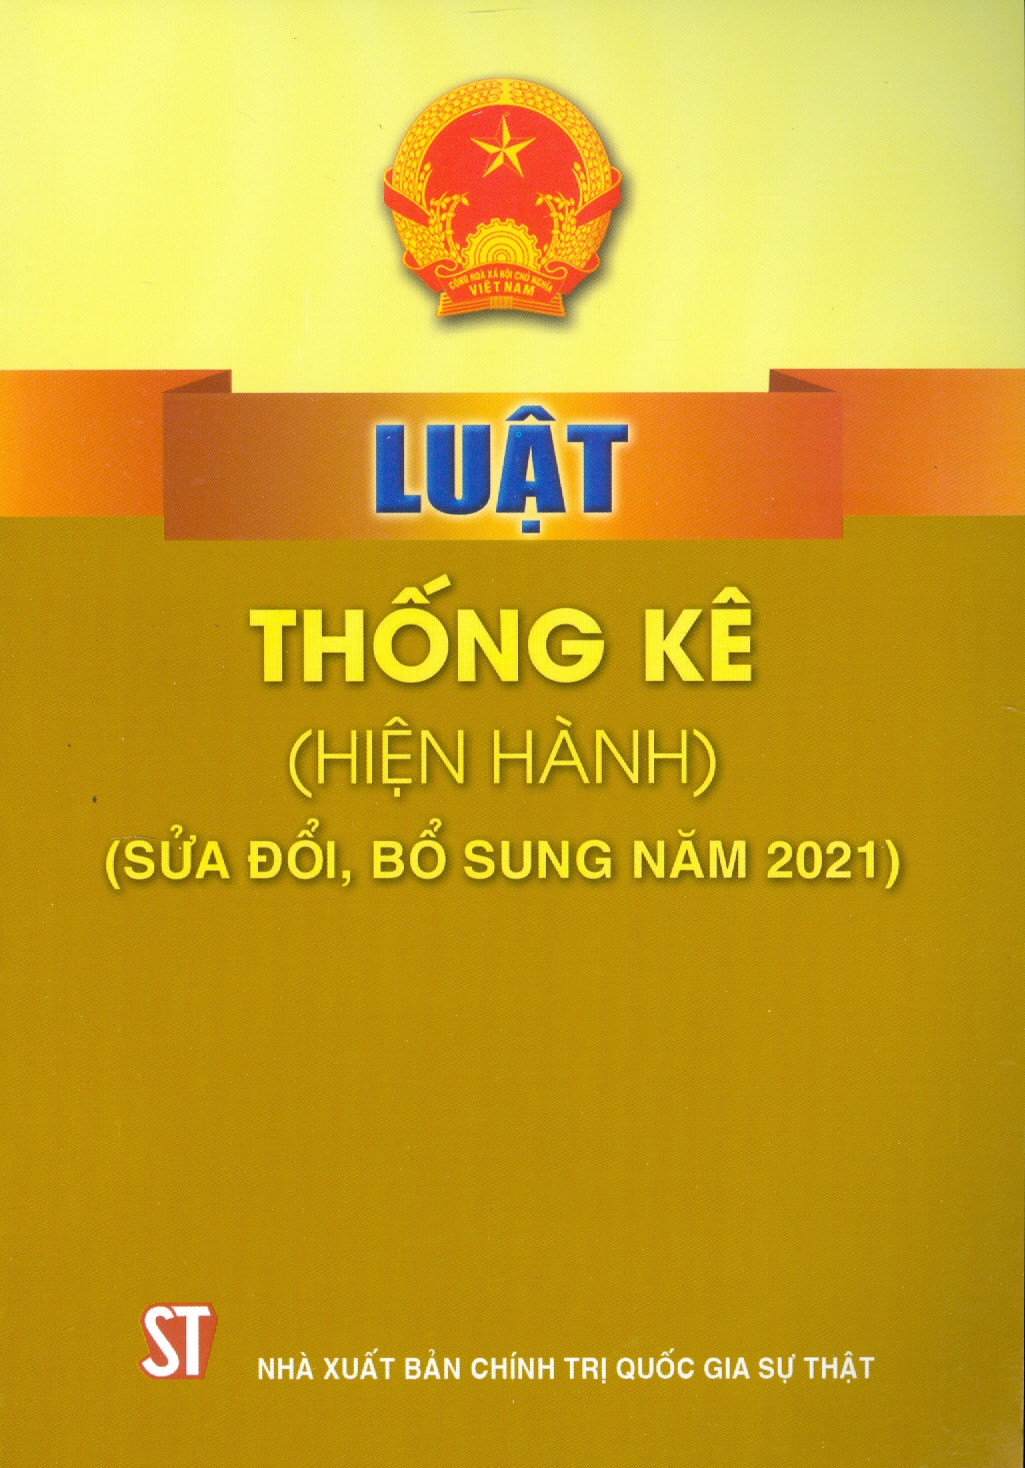 CỘNG HOÀ XÃ HỘI CHỦ NGHĨA
VIỆT NAM
LUẬT
THỐNG KÊ
(HIỆN HÀNH)
(SỬA ĐỔI, BỔ SUNG NĂM 2021)
ST
NHÀ XUẤT BẢN CHÍNH TRỊ QUỐC GIA SỰ THẬT